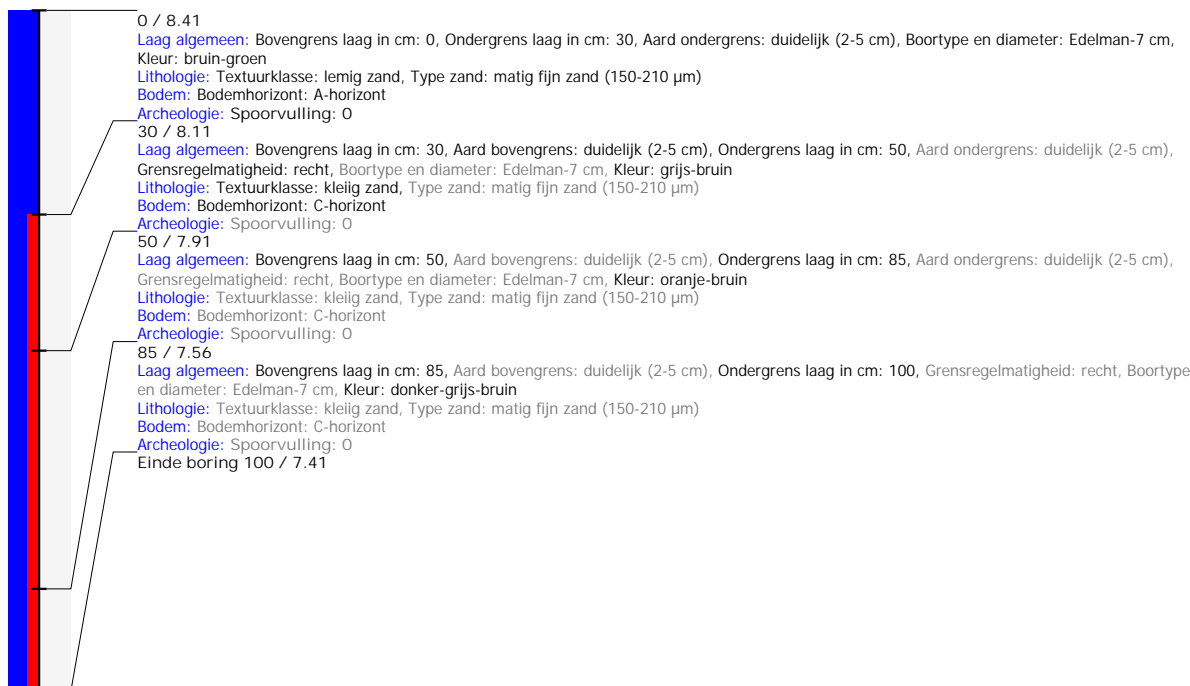 0 / 8.41
Laag algemeen: Bovengrens laag in cm: 0, Ondergrens laag in cm: 30, Aard ondergrens: duidelijk (2-5 cm), Boortype en diameter: Edelman-7 cm,
Kleur: bruin-groen
Lithologie: Textuurklasse: lemig zand, Type zand: matig fijn zand (150-210 µm)
Bodem: Bodemhorizont: A-horizont
Archeologie: Spoorvulling: 0
30 / 8.11
Laag algemeen: Bovengrens laag in cm: 30, Aard bovengrens: duidelijk (2-5 cm), Ondergrens laag in cm: 50, Aard ondergrens: duidelijk (2-5 cm),
Grensregelmatigheid: recht, Boortype en diameter: Edelman-7 cm, Kleur: grijs-bruin
Lithologie: Textuurklasse: kleiig zand, Type zand: matig fijn zand (150-210 µm)
Bodem: Bodemhorizont: C-horizont
Archeologie: Spoorvulling: 0
50 / 7.91
Laag algemeen: Bovengrens laag in cm: 50, Aard bovengrens: duidelijk (2-5 cm), Ondergrens laag in cm: 85, Aard ondergrens: duidelijk (2-5 cm),
Grensregelmatigheid: recht, Boortype en diameter: Edelman-7 cm, Kleur: oranje-bruin
Lithologie: Textuurklasse: kleiig zand, Type zand: matig fijn zand (150-210 µm)
Bodem: Bodemhorizont: C-horizont
Archeologie: Spoorvulling: 0
85 / 7.56
Laag algemeen: Bovengrens laag in cm: 85, Aard bovengrens: duidelijk (2-5 cm), Ondergrens laag in cm: 100, Grensregelmatigheid: recht, Boortype
en diameter: Edelman-7 cm, Kleur: donker-grijs-bruin
Lithologie: Textuurklasse: kleiig zand, Type zand: matig fijn zand (150-210 µm)
Bodem: Bodemhorizont: C-horizont
Archeologie: Spoorvulling: 0
Einde boring 100 / 7.41